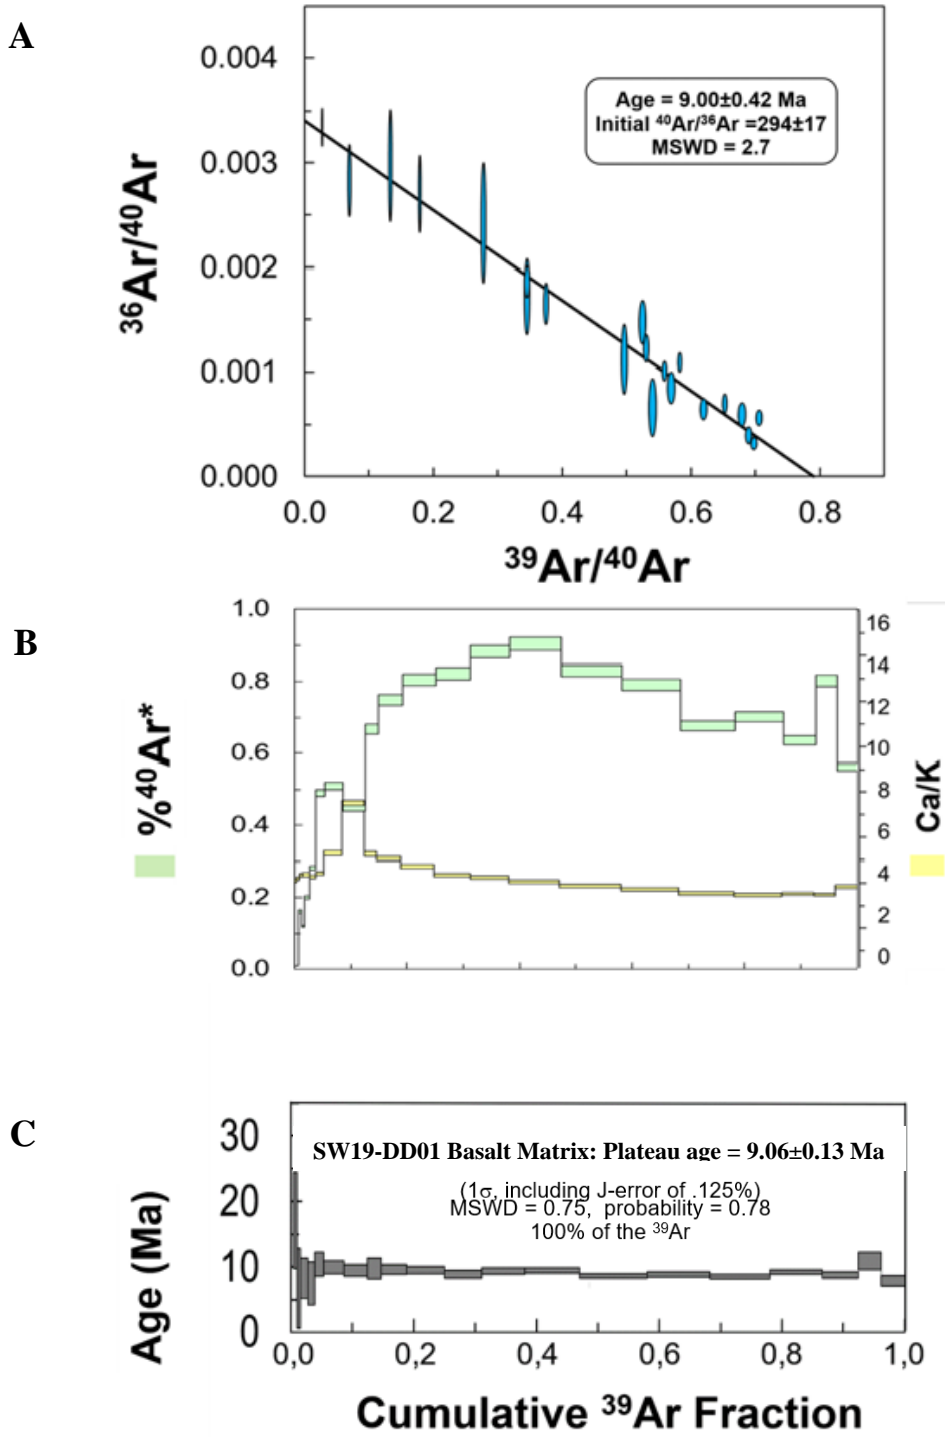 A
0.004
0.003
0.002
0.001
0.000
36Ar/40Ar
Age = 9.00±0.42 Ma
Initial 40Ar/36Ar =294±17
MSWD = 2.7
0.0 0.2 0.4 0.6 0.8
39Ar/40Ar
B
1.0
0.8
0.6
0.4
0.2
0.0
%40Ar*
16
14
12
10
8
6
4
2
0
Ca/K
C
30
20
10
0
Age (Ma)
SW19-DD01 Basalt Matrix: Plateau age = 9.06±0.13 Ma
(1σ, including J-error of .125%)
MSWD = 0.75, probability = 0.78
100% of the 39Ar
0,0 0,2 0,4 0,6 0,8 1,0
Cumulative 39Ar Fraction